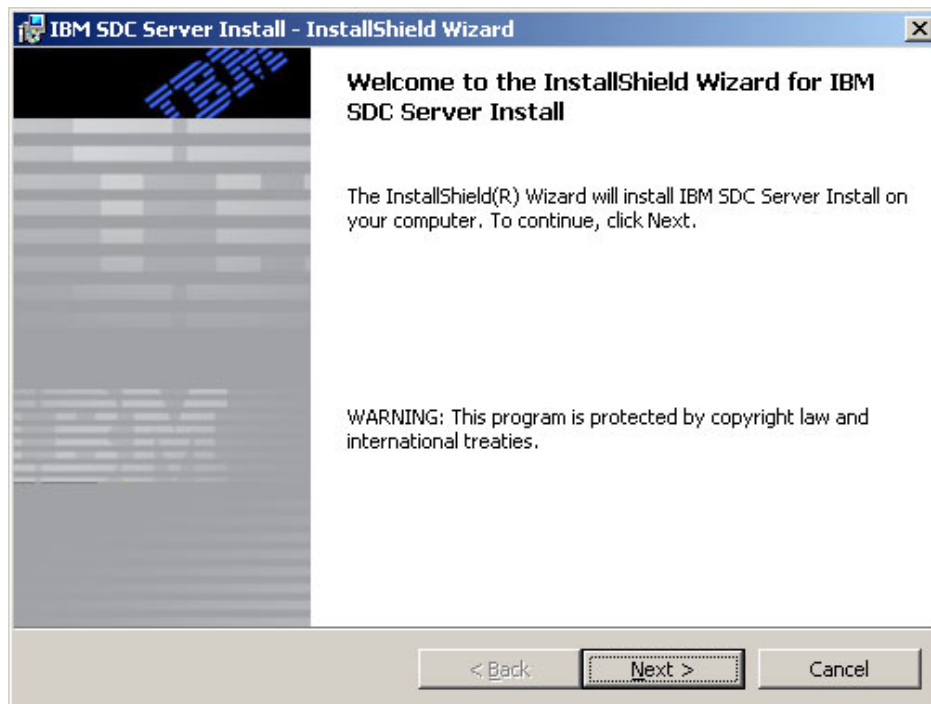 IBM SDC Server Install - InstallShield Wizard
IBM
Welcome to the InstallShield Wizard for IBM
SDC Server Install
The InstallShield(R) Wizard will install IBM SDC Server Install on
your computer. To continue, click Next.
WARNING: This program is protected by copyright law and
international treaties.
IBM
< Back
Next >
Cancel